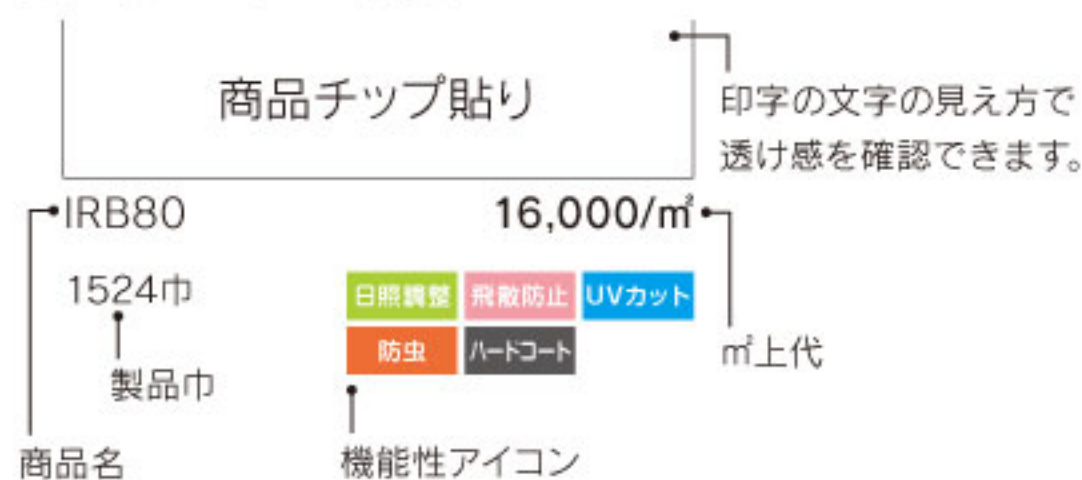 商品チップ貼り
印字の文字の見え方で
透け感を確認できます。
IRB80
16,000/㎡
1524巾
日照調整 飛散防止 UVカット
防虫 ハードコート
㎡上代
製品巾
商品名
機能性アイコン